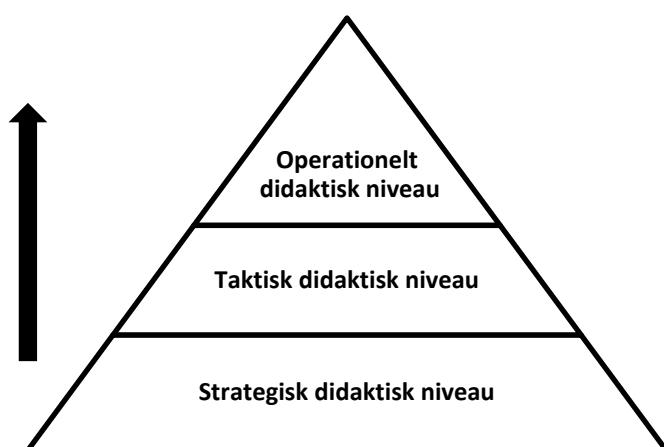 Operationelt
didaktisk niveau
Taktisk didaktisk niveau
Strategisk didaktisk niveau